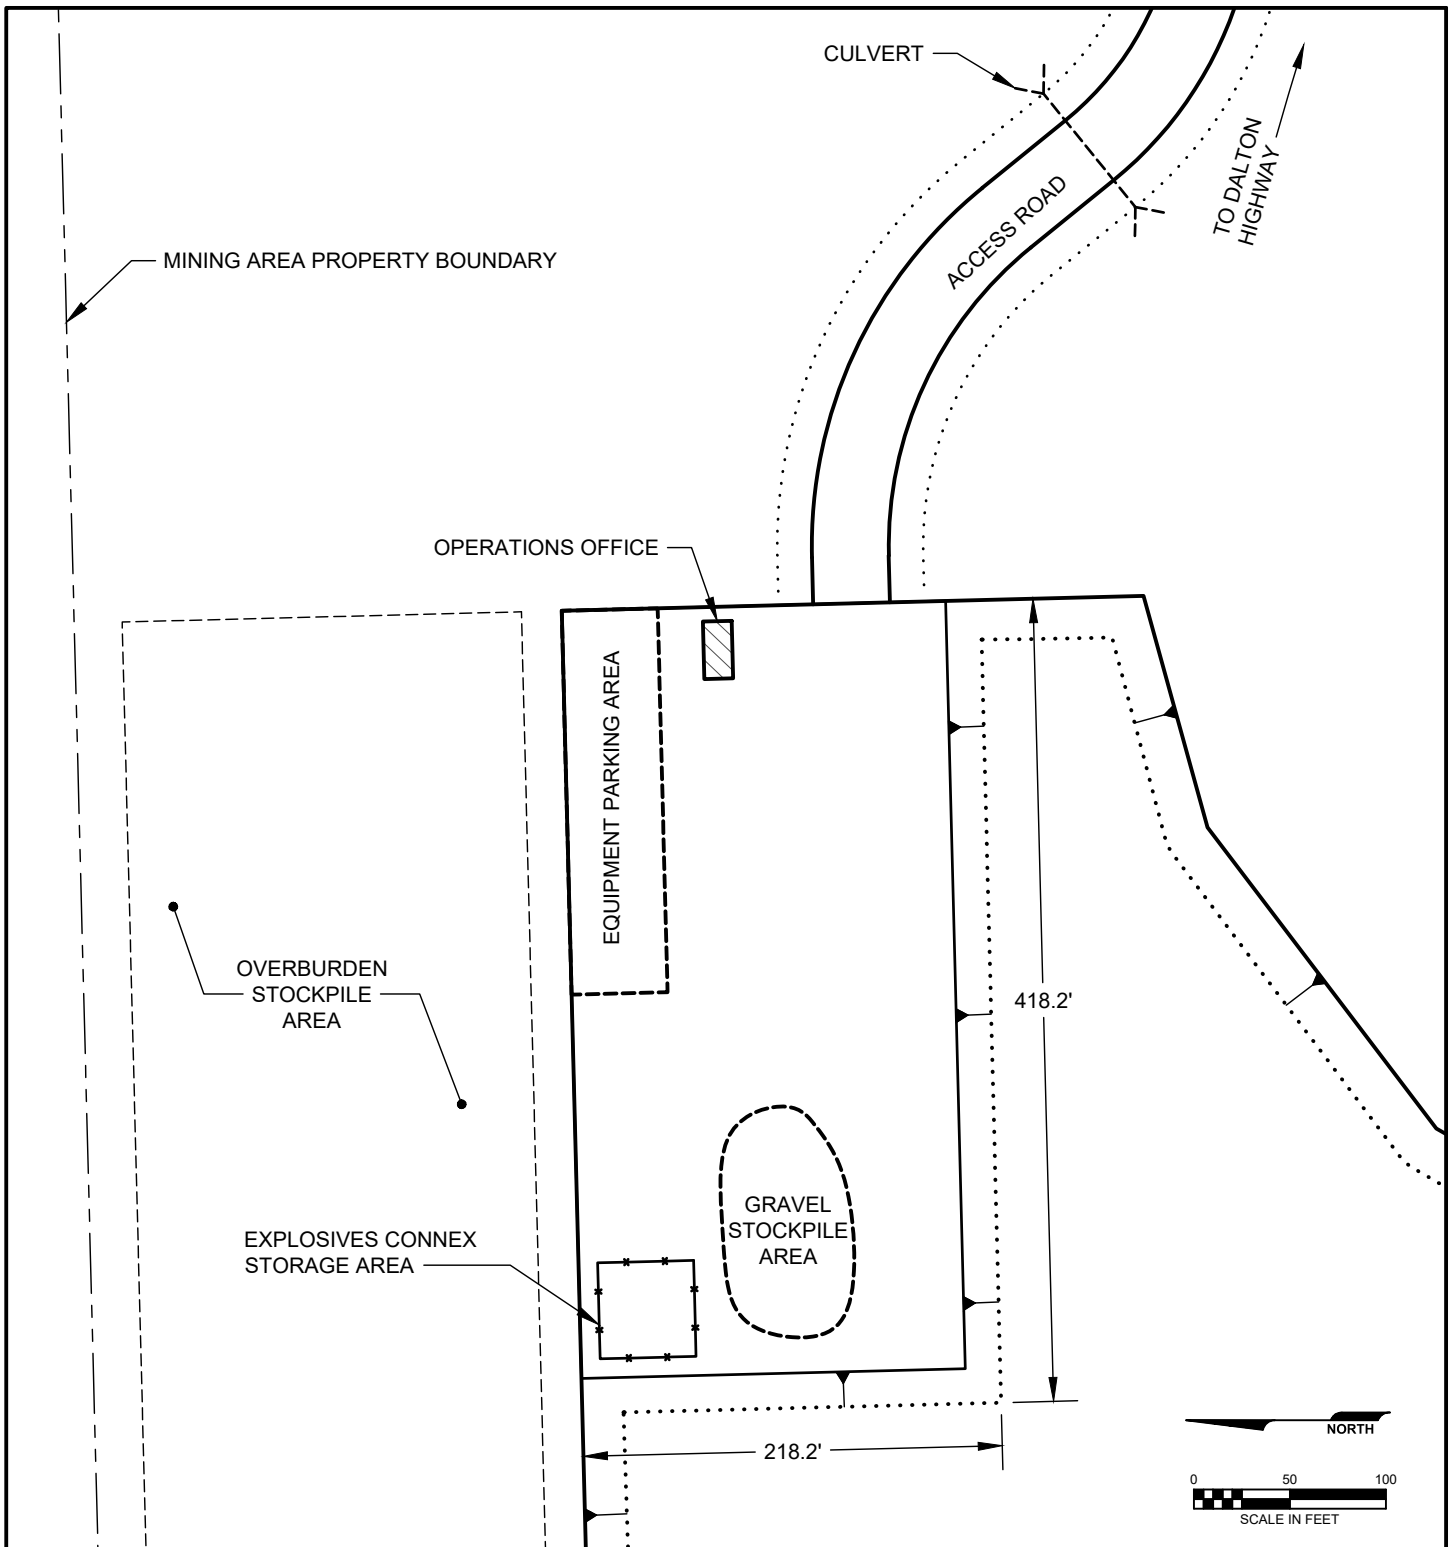 CULVERT
TO DALTON
HIGHWAY
ACCESS ROAD
MINING AREA PROPERTY BOUNDARY
OPERATIONS OFFICE
EQUIPMENT PARKING AREA
OVERBURDEN
STOCKPILE
AREA
418.2'
GRAVEL
STOCKPILE
AREA
EXPLOSIVES CONNEX
STORAGE AREA
218.2'
NORTH
0 50 100
SCALE IN FEET